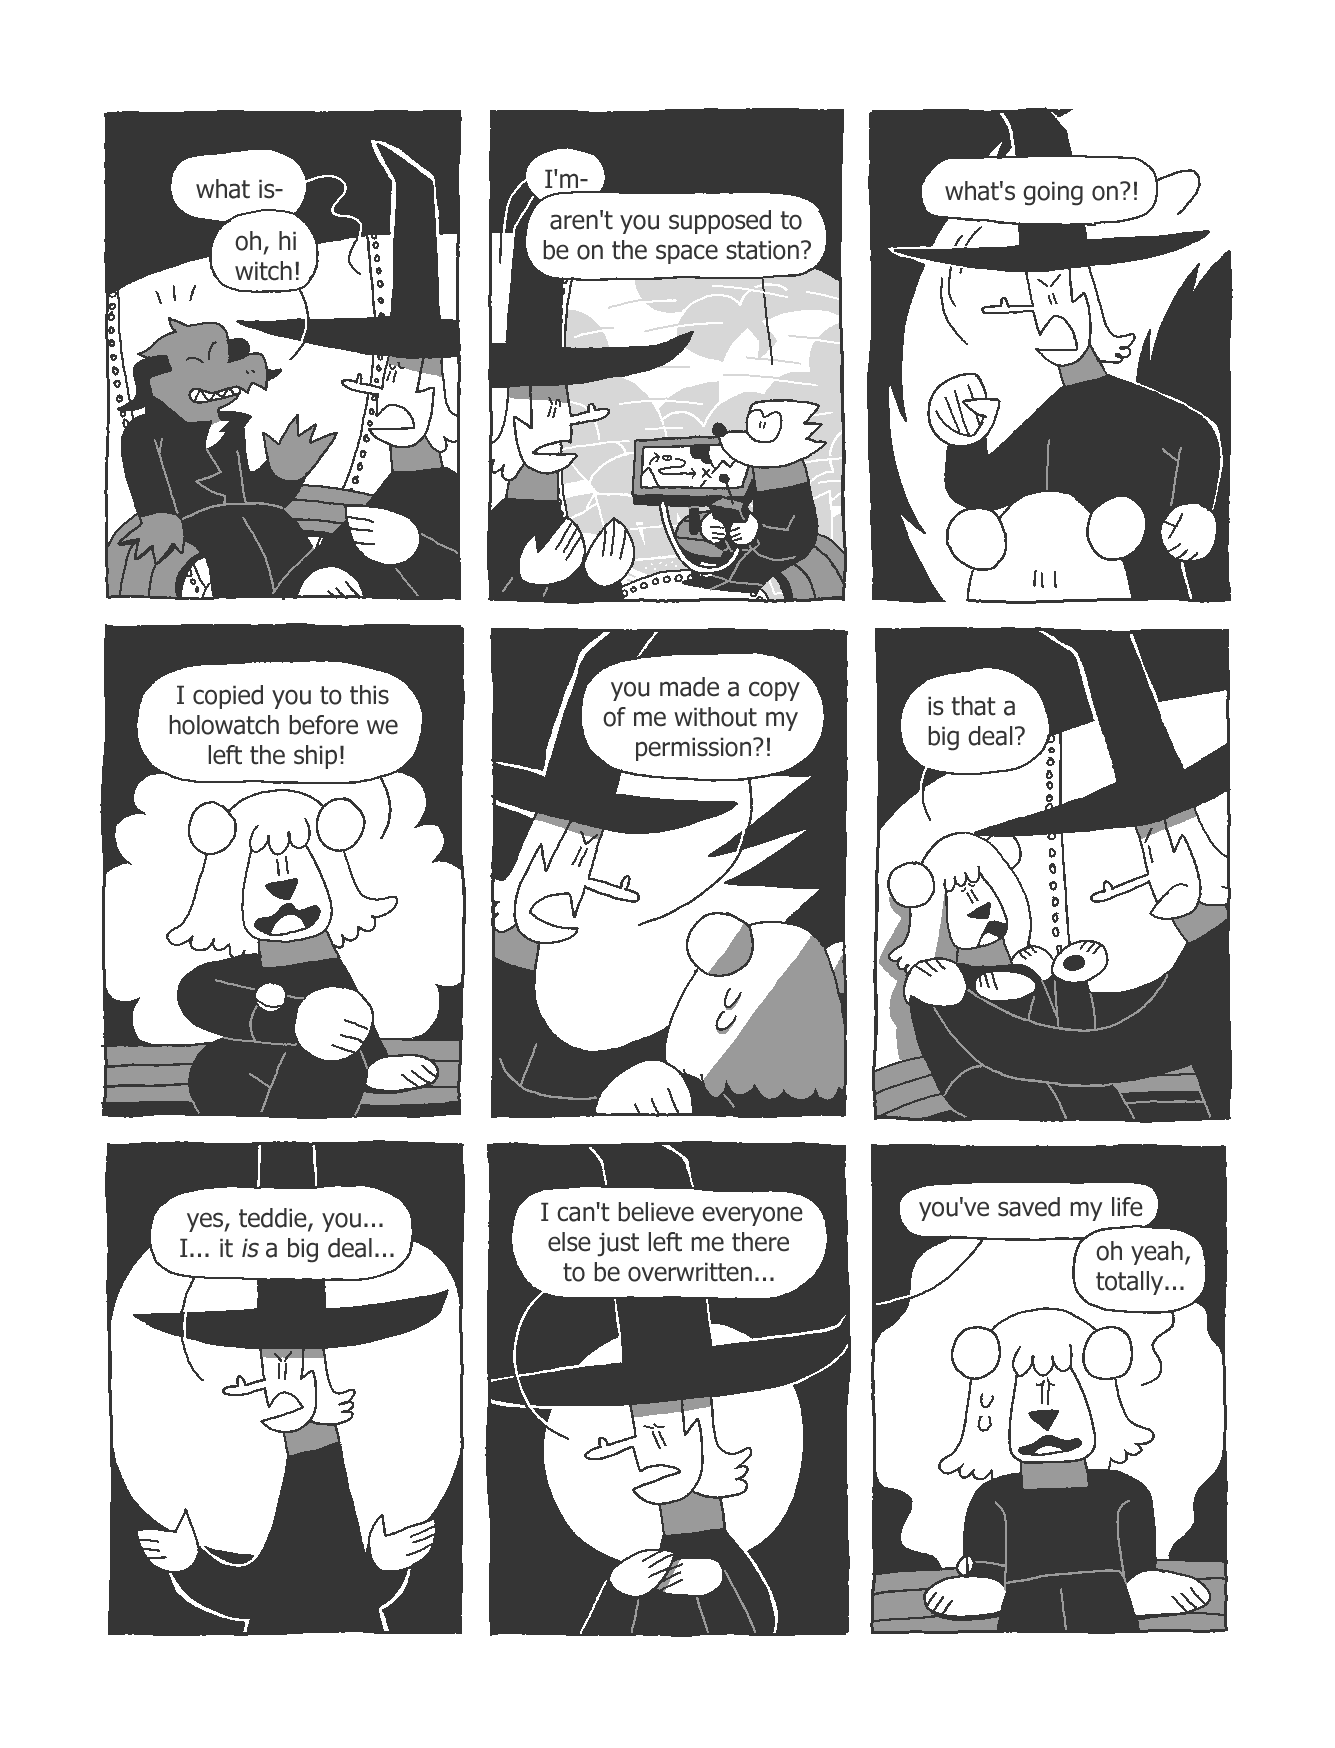 what is-
oh, hi
witch!
I'm-
aren't you supposed to
be on the space station?
what's going on?!
I copied you to this
holowatch before we
left the ship!
you made a copy
of me without my
permission?!
is that a
big deal?
yes, teddie, you...
I... it is a big deal...
I can't believe everyone
else just left me there
to be overwritten...
you've saved my life
oh yeah,
totally...